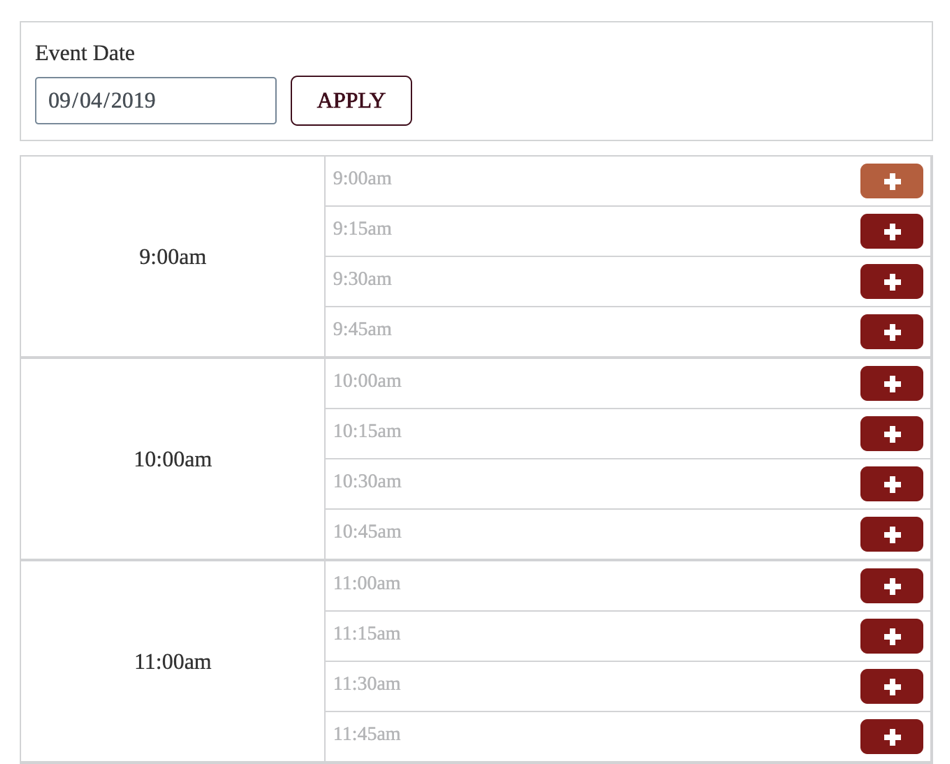 Event Date
09/04/2019 APPLY
9:00am
9:00am
9:15am
9:30am
9:45am
10:00am
10:00am
10:15am
10:30am
10:45am
11:00am
11:00am
11:15am
11:30am
11:45am